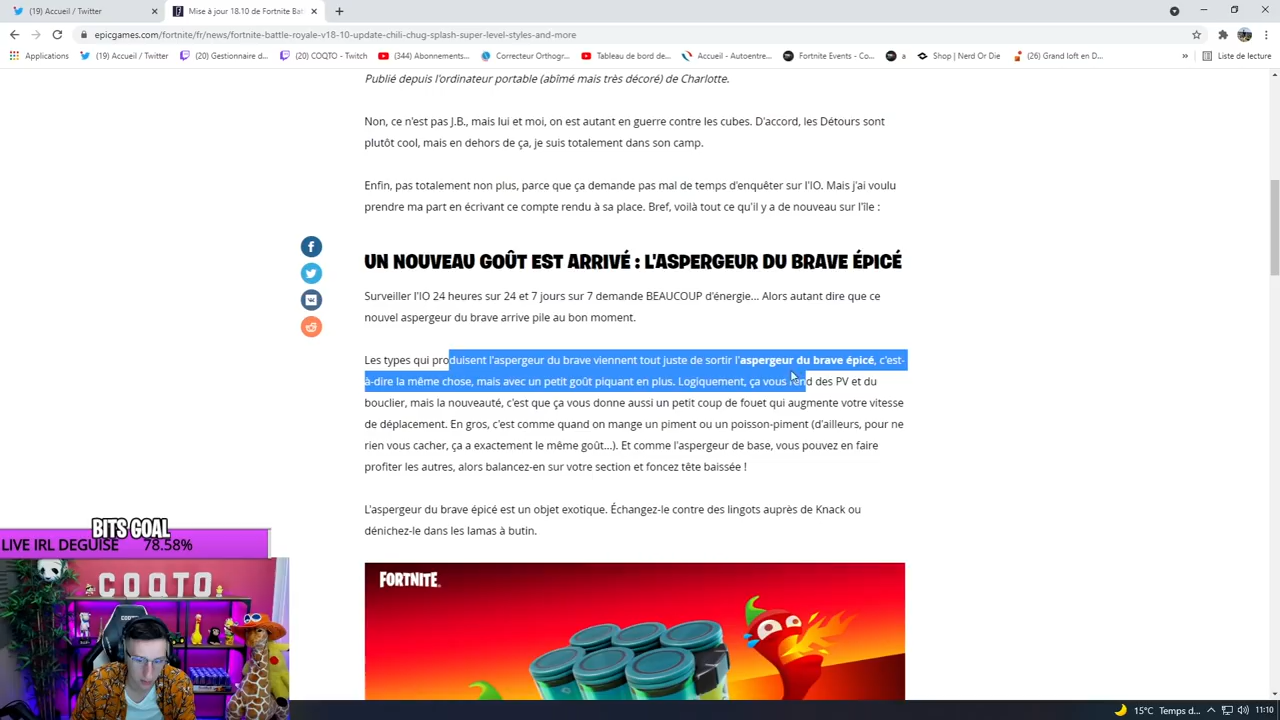 (19) Accueil / Twitter
Mise à jour 18.10 de Fortnite Bat
epicgames.com/fortnite/fr/news/fortnite-battle-royale-v18-10-update-chili-chug-splash-super-level-styles-and-more
Applications
(19) Accueil / Twitter
(20) Gestionnaire d...
(20) COQTO - Twitch
(344) Abonnements...
Correcteur Orthogr...
Tableau de bord de...
Accueil - Autoentre...
Fortnite Events - Co...
a
Shop | Nerd Or Die
(26) Grand loft en D...
»
Liste de lecture
Publié depuis l'ordinateur portable (abîmé mais très décoré) de Charlotte.
Non, ce n'est pas J.B., mais lui et moi, on est autant en guerre contre les cubes. D'accord, les Détours sont
plutôt cool, mais en dehors de ça, je suis totalement dans son camp.
Enfin, pas totalement non plus, parce que ça demande pas mal de temps d'enquêter sur l'IO. Mais j'ai voulu
prendre ma part en écrivant ce compte rendu à sa place. Bref, voilà tout ce qu'il y a de nouveau sur l'île :
UN NOUVEAU GOÛT EST ARRIVÉ : L'ASPERGEUR DU BRAVE ÉPICÉ
Surveiller l'IO 24 heures sur 24 et 7 jours sur 7 demande BEAUCOUP d'énergie... Alors autant dire que ce
nouvel aspergeur du brave arrive pile au bon moment.
Les types qui produisent l'aspergeur du brave viennent tout juste de sortir l'aspergeur du brave épicé, c'est-
à-dire la même chose, mais avec un petit goût piquant en plus. Logiquement, ça vous rend des PV et du
bouclier, mais la nouveauté, c'est que ça vous donne aussi un petit coup de fouet qui augmente votre vitesse
de déplacement. En gros, c'est comme quand on mange un piment ou un poisson-piment (d'ailleurs, pour ne
rien vous cacher, ça a exactement le même goût...). Et comme l'aspergeur de base, vous pouvez en faire
profiter les autres, alors balancez-en sur votre section et foncez tête baissée !
L'aspergeur du brave épicé est un objet exotique. Échangez-le contre des lingots auprès de Knack ou
dénichez-le dans les lamas à butin.
FORTNITE
BITS GOAL
LIVE IRL DEGUISE 78.58%
COQTO
15°C Temps d...
11:10